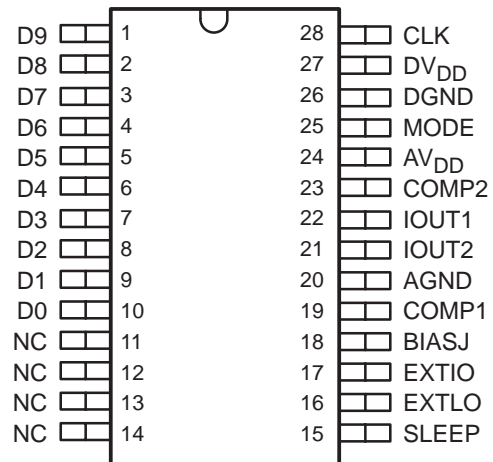 D9 1 28 CLK
D8 2 27 DVDD
D7 3 26 DGND
D6 4 25 MODE
D5 5 24 AVDD
D4 6 23 COMP2
D3 7 22 IOUT1
D2 8 21 IOUT2
D1 9 20 AGND
D0 10 19 COMP1
NC 11 18 BIASJ
NC 12 17 EXTIO
NC 13 16 EXTLO
NC 14 15 SLEEP